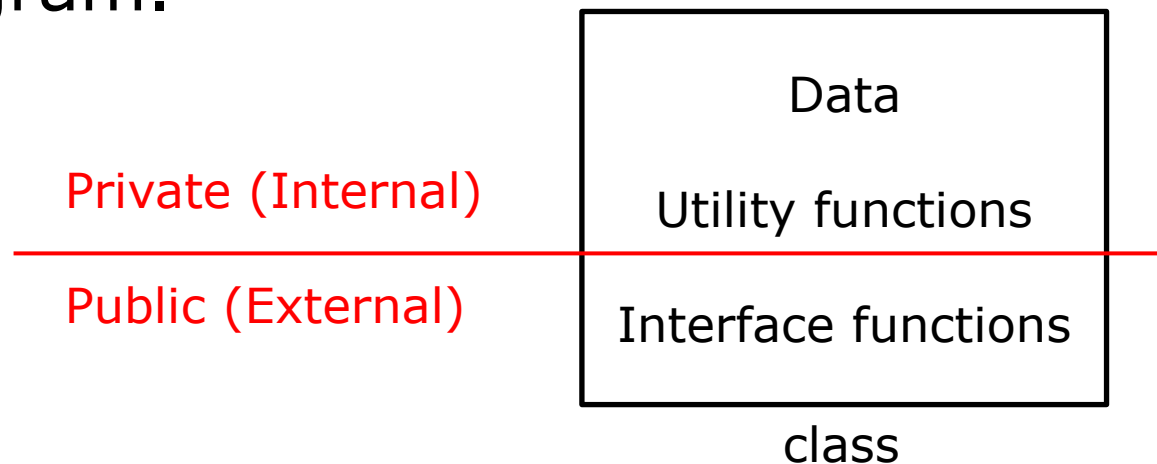 Data
Private (Internal)
Utility functions
Public (External)
Interface functions
class